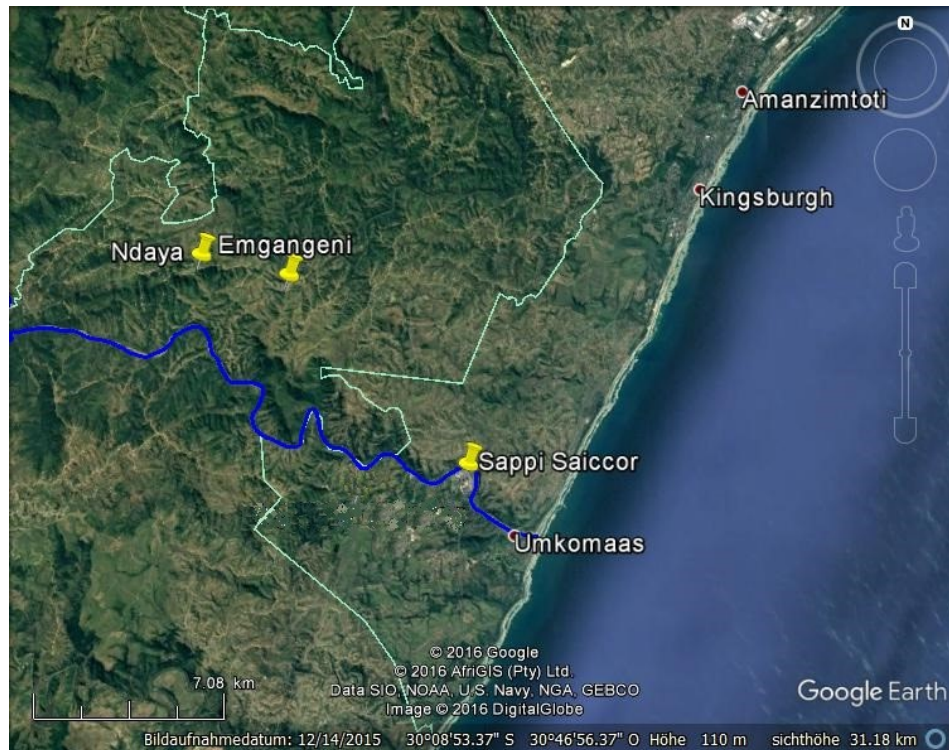 N
Amanzimtoti
Kingsburgh
Ndaya
Emgangeni
Sappi Saiccor
Umkomaas
© 2016 Google
© 2016 AfriGIS (Pty) Ltd.
Data SIO, NOAA, U.S. Navy, NGA, GEBCO
Image © 2016 DigitalGlobe
7.08 km
Google Earth
Bildaufnahmedatum: 12/14/2015 30°08'53.37" S 30°46'56.37" O Höhe 110 m sichthöhe 31.18 km